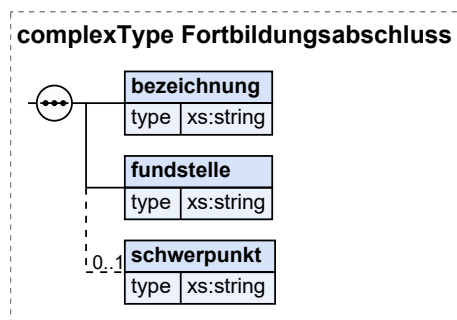 complexType Fortbildungsabschluss
bezeichnung
type xs:string
fundstelle
type xs:string
0..1 schwerpunkt
type xs:string